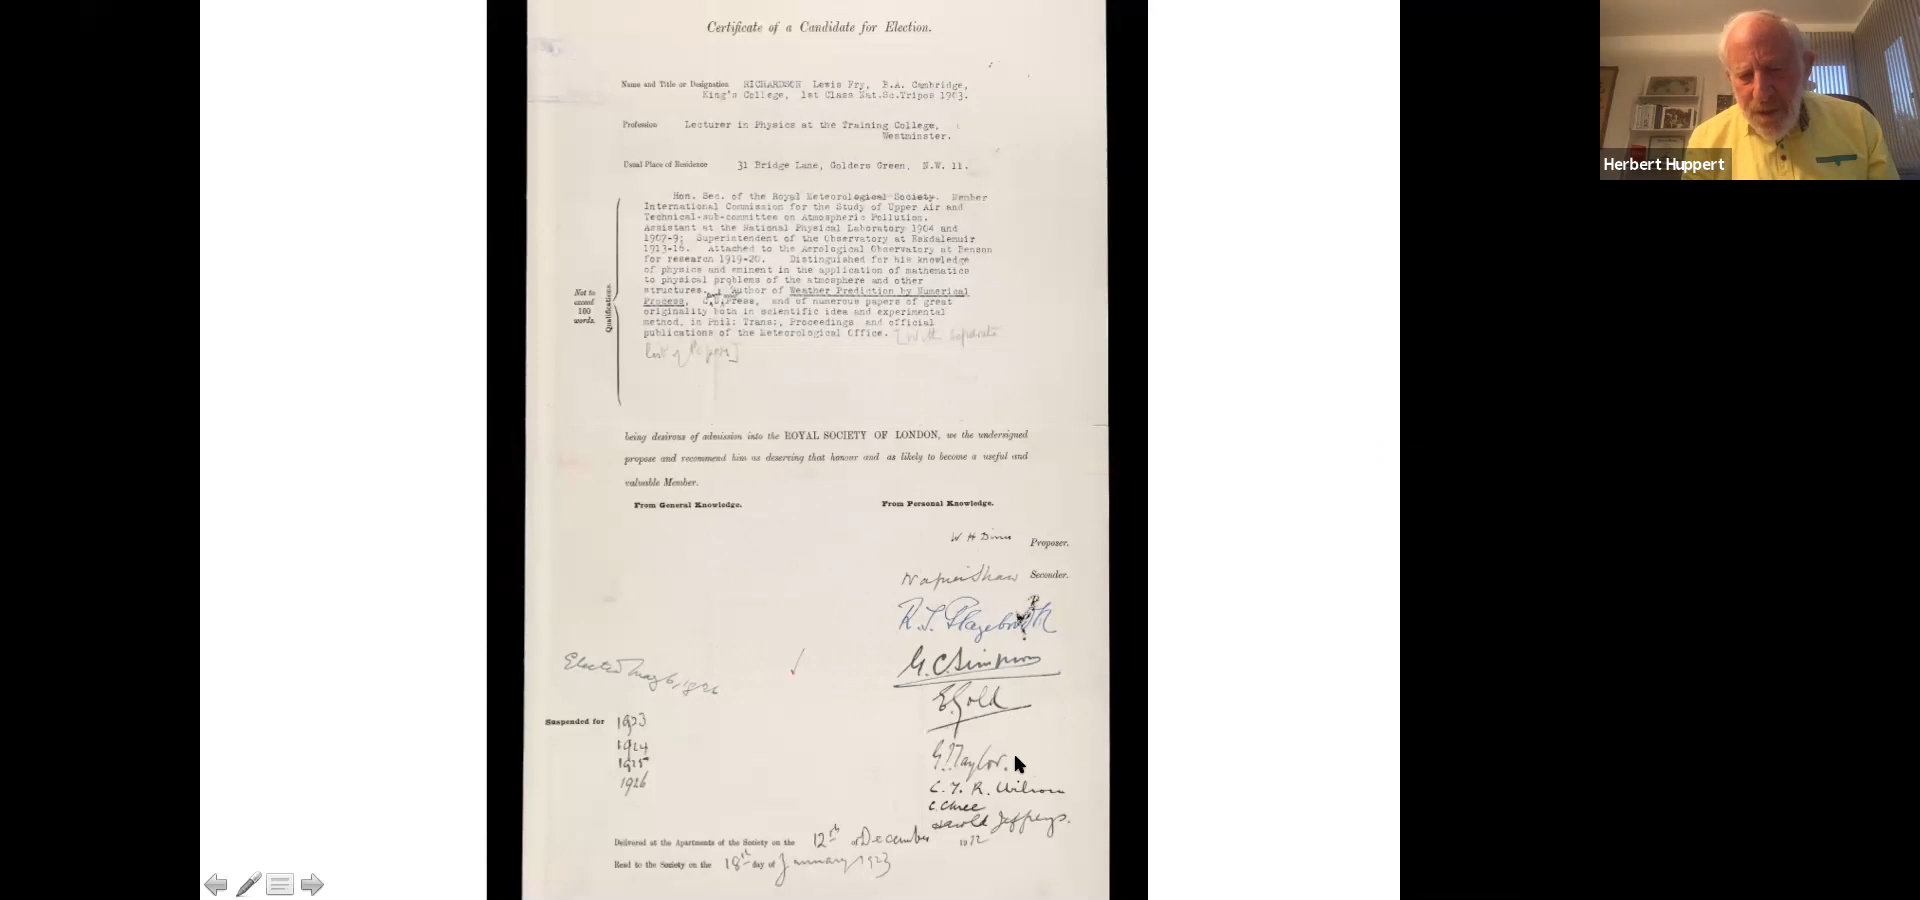 Certificate of a Candidate for Election.
Name and Title or Designation RICHARDSON Lewis Fry, B.A. Cambridge,
King's College, 1st Class Nat.Sc.Tripos 1903.
Profession Lecturer in Physics at the Training College,
Westminster.
Usual Place of Residence 31 Bridge Lane, Golders Green, N.W. 11.
Hon. Sec. of the Royal Meteorological Society. Member
International Commission for the Study of Upper Air and
Technical-sub-committee on Atmospheric Pollution.
Assistant at the National Physical Laboratory 1904 and
1907-9; Superintendent of the Observatory at Eskdalemuir
1913-16. Attached to the Aerological Observatory at Benson
for research 1919-20. Distinguished for his knowledge
of physics and eminent in the application of mathematics
to physical problems of the atmosphere and other
structures. Author of Weather Prediction by Numerical
Process, Press, and of numerous papers of great
originality both in scientific idea and experimental
method, in Phil: Trans:, Proceedings and official
publications of the Meteorological Office. [With separate
list of Papers]
Not to
exceed
100
words.
Qualifications.
being desirous of admission into the ROYAL SOCIETY OF LONDON, we the undersigned
propose and recommend him as deserving that honour and as likely to become a useful and
valuable Member.
From General Knowledge. From Personal Knowledge.
W H Dines Proposer.
Napier Shaw Seconder.
R.T. Glazebrook
G.C. Simpson
E. Gold
G.I. Taylor.
C. T. R. Wilson
C. Chree
Harold Jeffreys.
Elected May 6, 1926
Suspended for 1923
1924
1925
1926
Delivered at the Apartments of the Society on the 12th of December 1922
Read to the Society on the 18th day of January 1923
Herbert Huppert